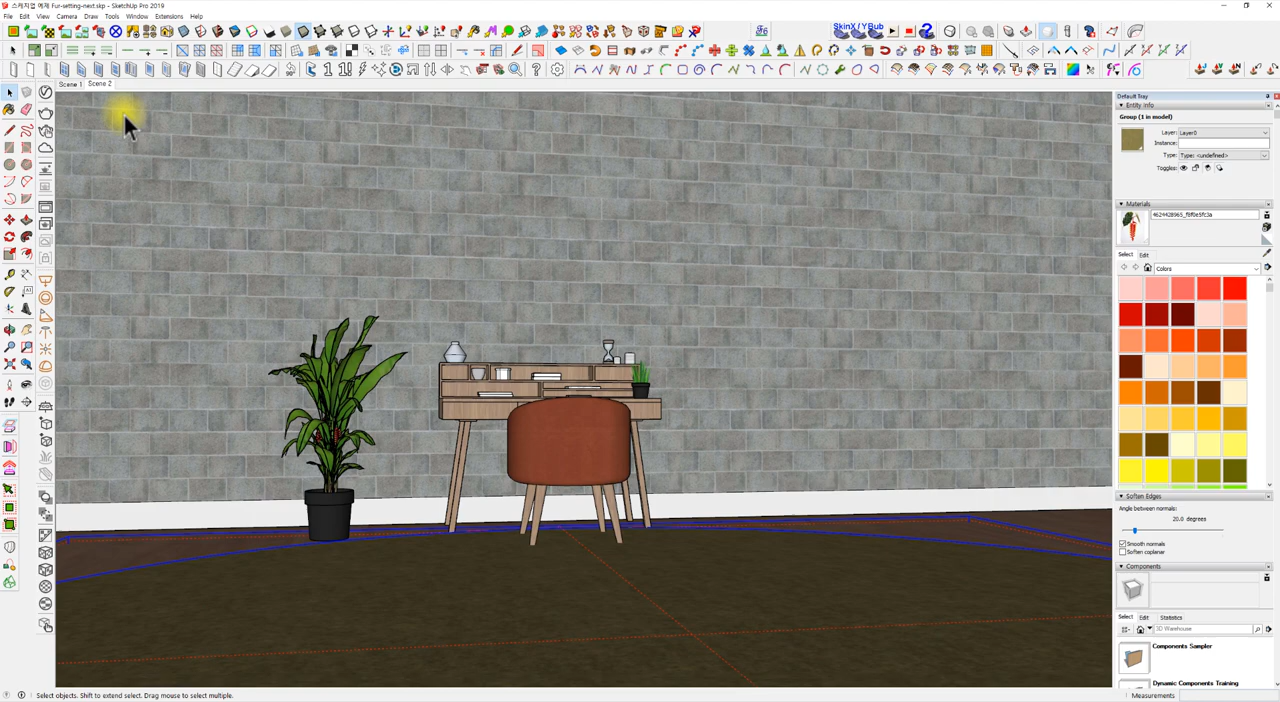 스케치업 예제 Fur-setting-next.skp - SketchUp Pro 2019
File Edit View Camera Draw Tools Window Extensions Help
SkinX/YBub
Scene 1 Scene 2
Default Tray
Entity Info
Group (1 in model)
Layer: Layer0
Instance:
Type: Type: <undefined>
Toggles:
Materials
Select Edit
Colors
Soften Edges
Angle between normals:
20.0 degrees
Smooth normals
Soften coplanar
Components
Select Edit Statistics
3D Warehouse
Components Sampler
Dynamic Components Training
Select objects. Shift to extend select. Drag mouse to select multiple.
Measurements